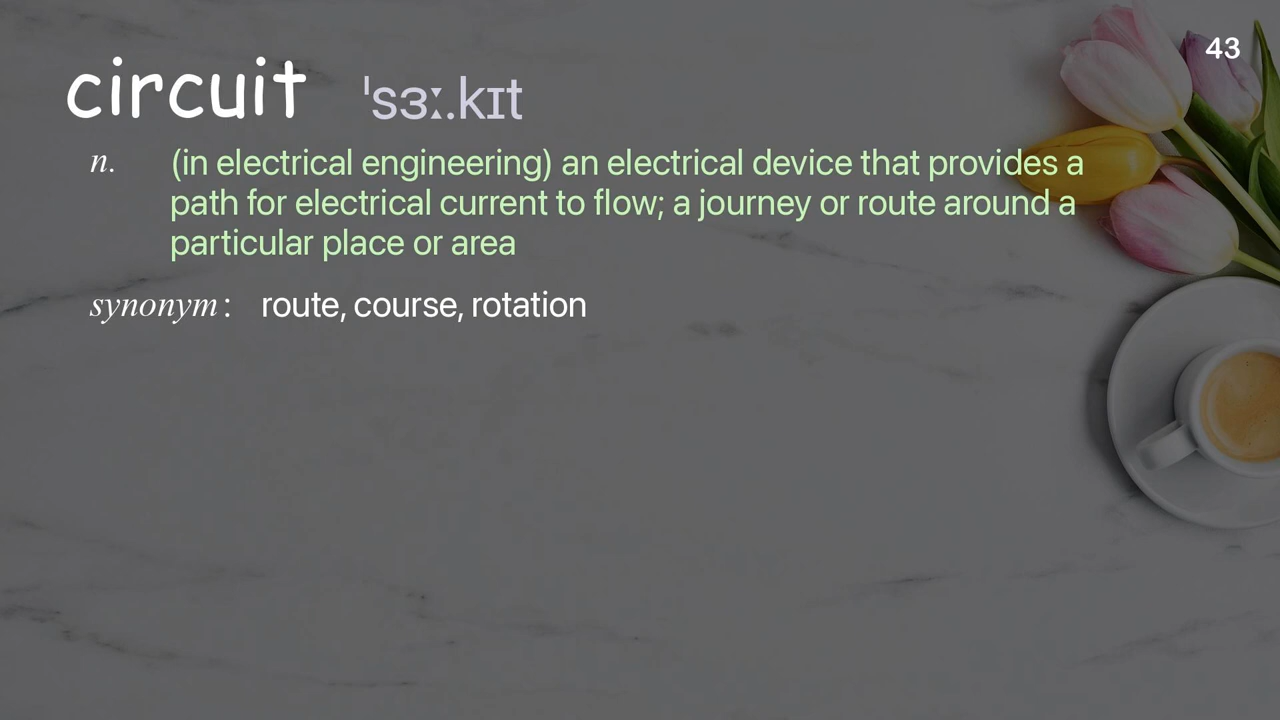 43
circuit ˈsɜː.kɪt
n. (in electrical engineering) an electrical device that provides a
path for electrical current to flow; a journey or route around a
particular place or area
synonym: route, course, rotation